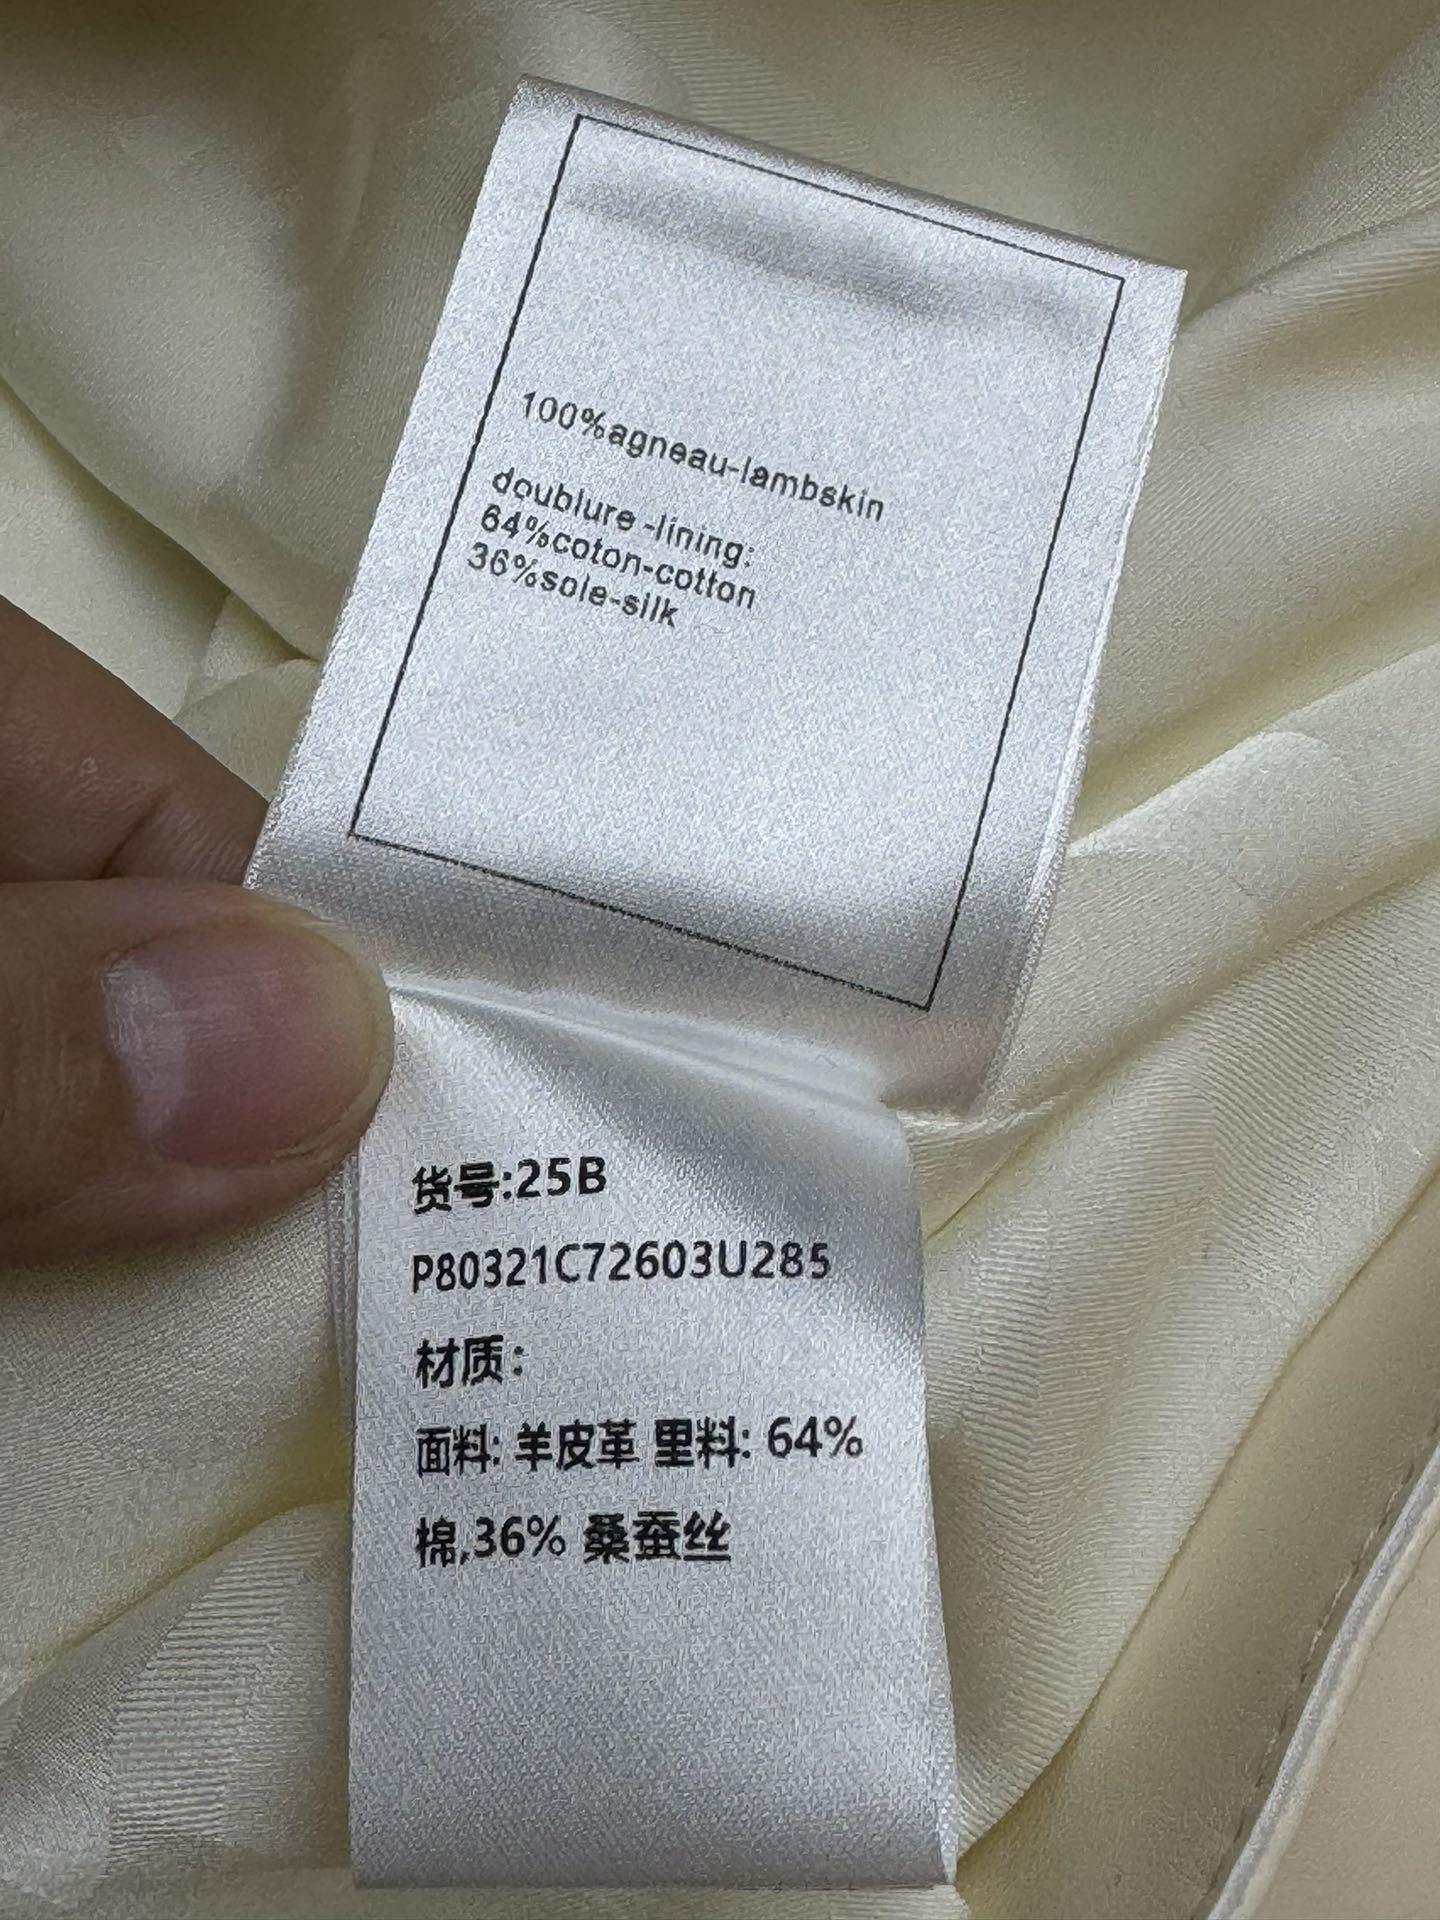 100%agneau-lambskin
doublure-lining:
64%coton-cotton
36%soie-silk
货号:25B
P80321C72603U285
材质:
面料: 羊皮革 里料: 64%
棉,36% 桑蚕丝